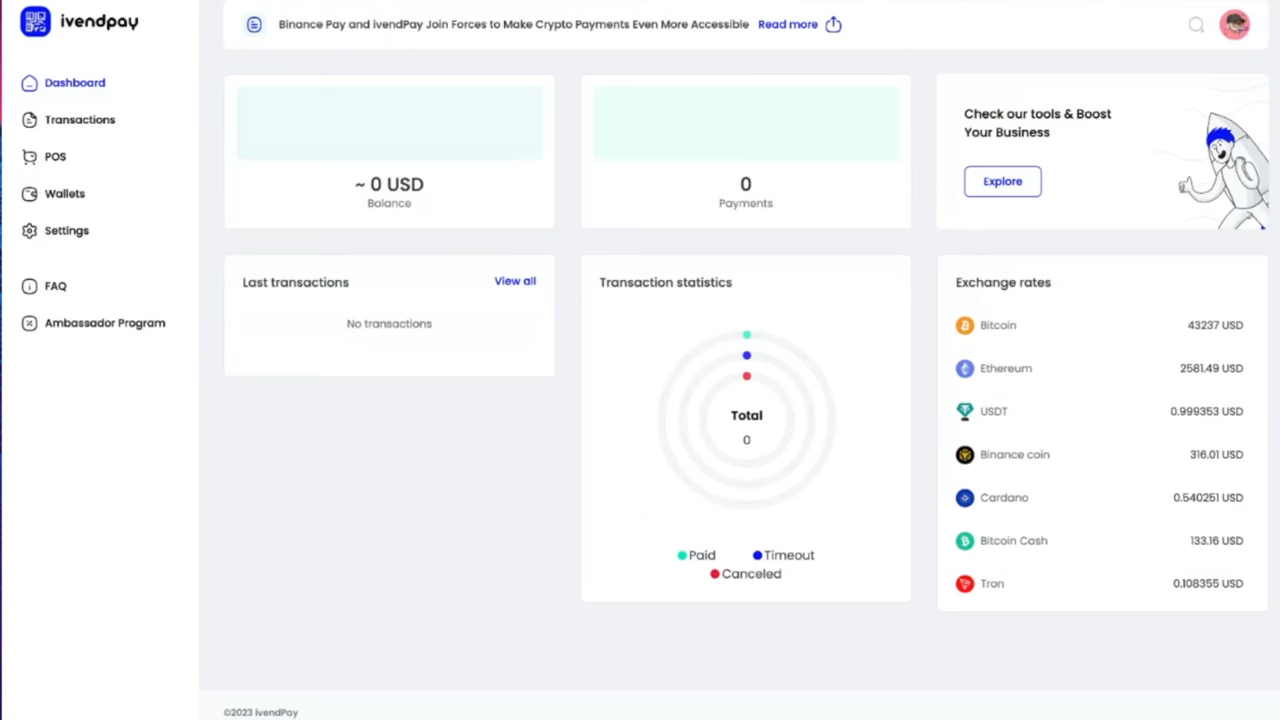 ivendpay
Binance Pay and ivendPay Join Forces to Make Crypto Payments Even More Accessible Read more
Dashboard
Transactions
POS
Wallets
Settings
FAQ
Ambassador Program
~ 0 USD
Balance
0
Payments
Check our tools & Boost
Your Business
Explore
Last transactions View all
No transactions
Transaction statistics
Total
0
Paid Timeout
Canceled
Exchange rates
Bitcoin 43237 USD
Ethereum 2581.49 USD
USDT 0.999353 USD
Binance coin 316.01 USD
Cardano 0.540251 USD
Bitcoin Cash 133.16 USD
Tron 0.108355 USD
©2023 ivendPay